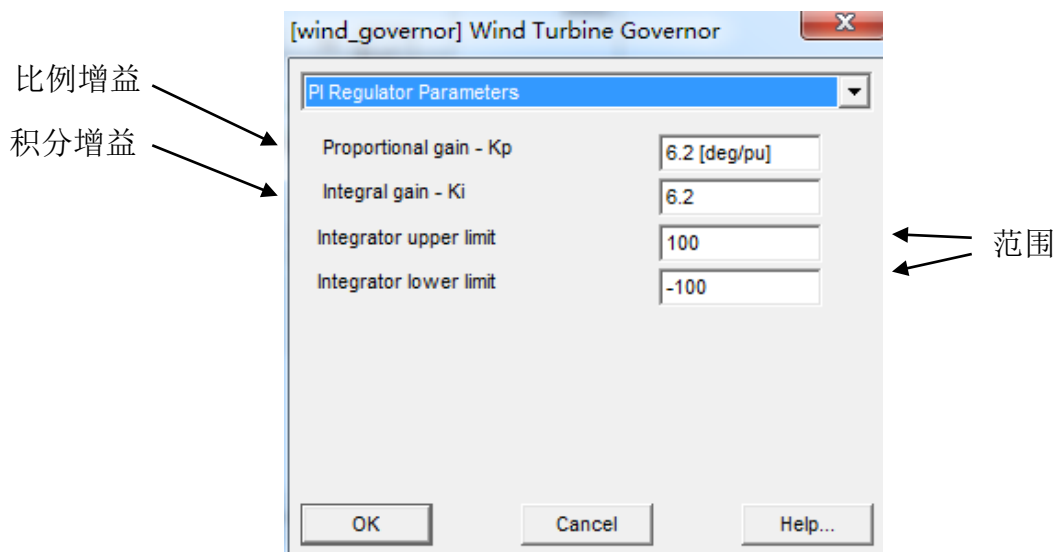 [wind_governor] Wind Turbine Governor
比例增益
PI Regulator Parameters
积分增益
Proportional gain - Kp
6.2 [deg/pu]
Integral gain - Ki
6.2
Integrator upper limit
100
范围
Integrator lower limit
-100
OK
Cancel
Help...